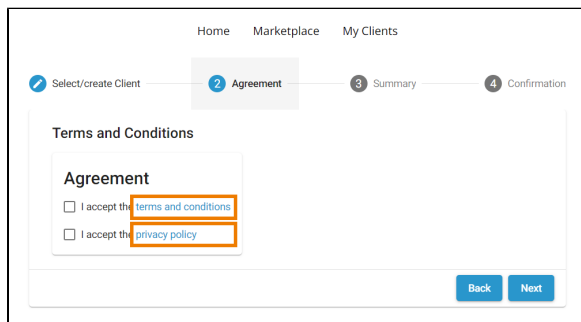 Home Marketplace My Clients
Select/create Client 2 Agreement 3 Summary 4 Confirmation
Terms and Conditions
Agreement
I accept the terms and conditions
I accept the privacy policy
Back Next